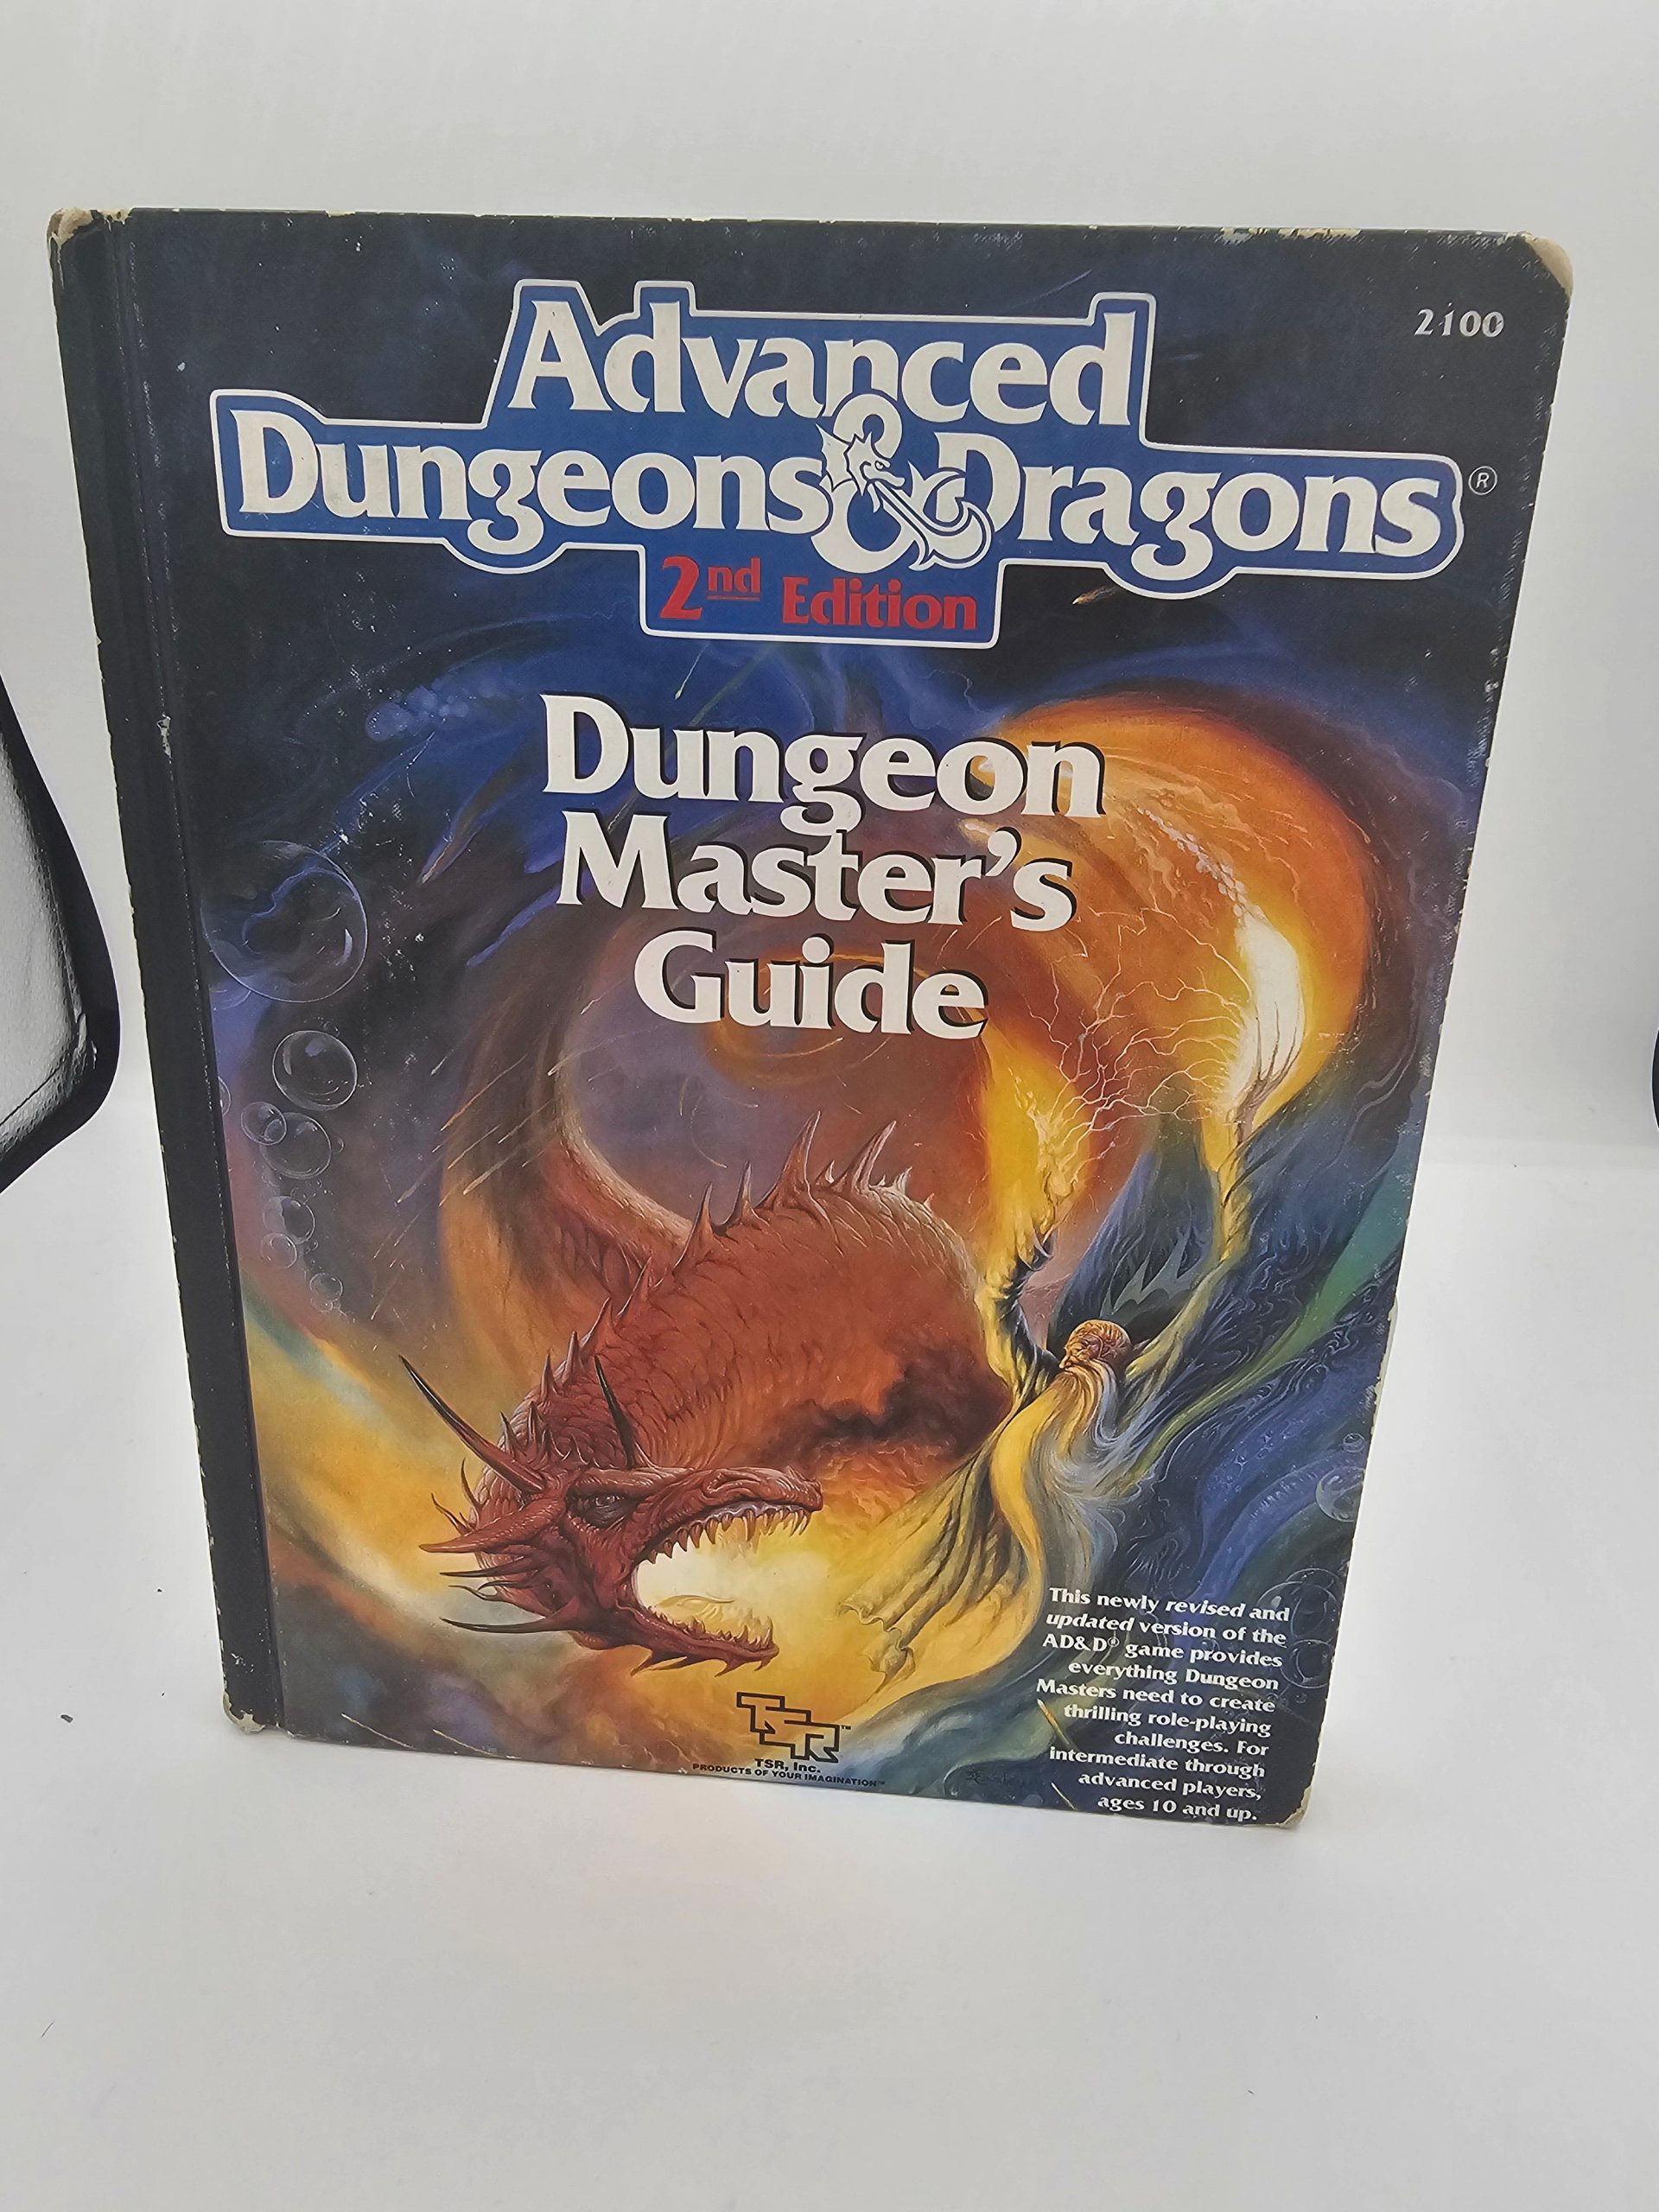 2100
Advanced
Dungeons & Dragons®
2nd Edition
Dungeon
Master's
Guide
This newly revised and
updated version of the
AD&D® game provides
everything Dungeon
Masters need to create
thrilling role-playing
challenges. For
intermediate through
advanced players,
ages 10 and up.
TSR™
TSR, Inc.
PRODUCTS OF YOUR IMAGINATION™